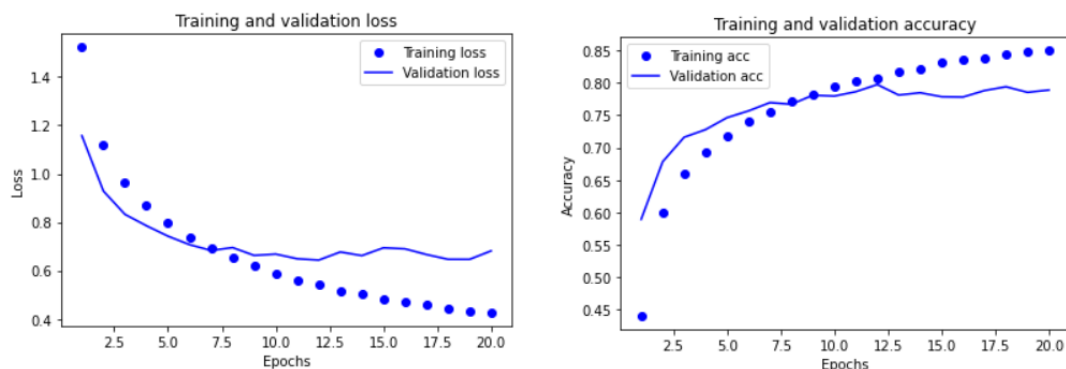 Training and validation loss
Training loss
Validation loss
Loss
1.4
1.2
1.0
0.8
0.6
0.4
2.5 5.0 7.5 10.0 12.5 15.0 17.5 20.0
Epochs
Training and validation accuracy
Training acc
Validation acc
Accuracy
0.85
0.80
0.75
0.70
0.65
0.60
0.55
0.50
0.45
2.5 5.0 7.5 10.0 12.5 15.0 17.5 20.0
Epochs